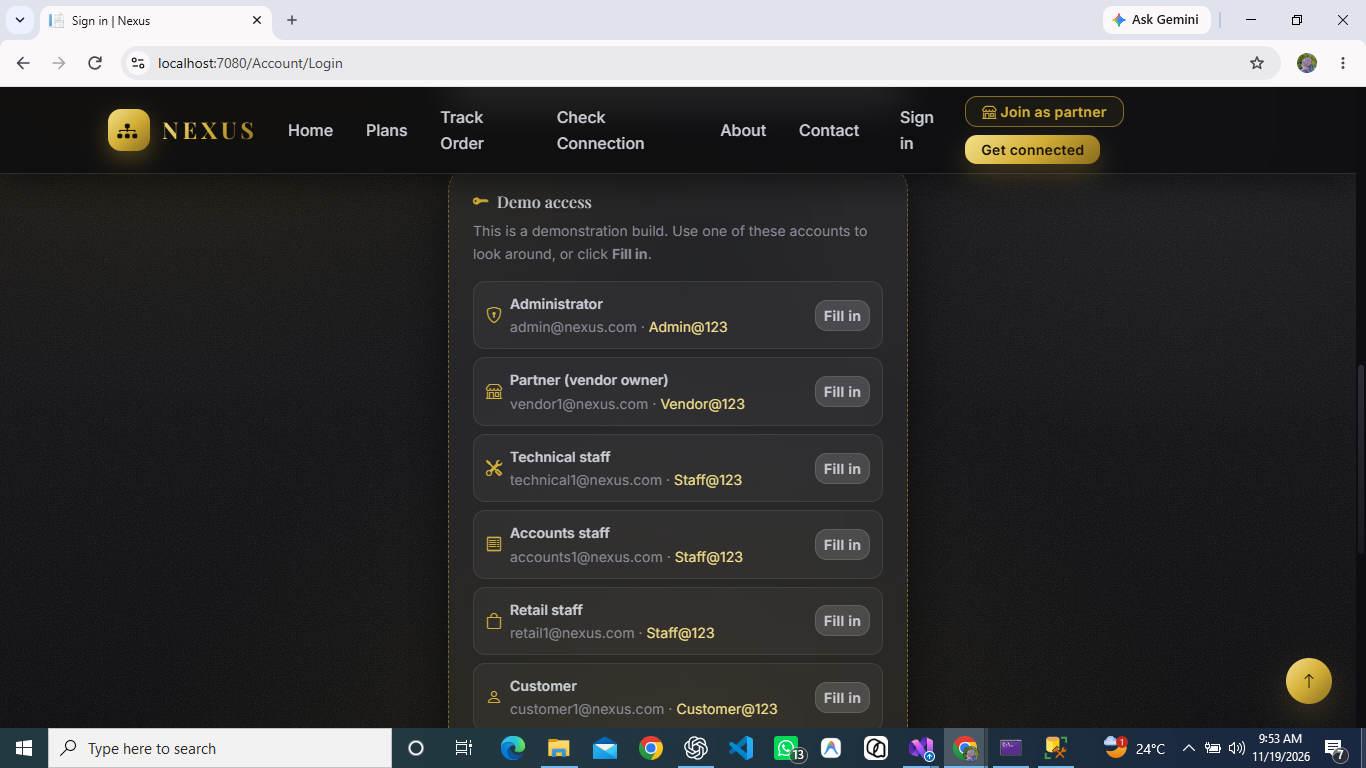 Sign in | Nexus
Ask Gemini
localhost:7080/Account/Login
NEXUS
Home
Plans
Track
Order
Check
Connection
About
Contact
Sign
in
Join as partner
Get connected
Demo access
This is a demonstration build. Use one of these accounts to
look around, or click Fill in.
Administrator
admin@nexus.com · Admin@123
Fill in
Partner (vendor owner)
vendor1@nexus.com · Vendor@123
Fill in
Technical staff
technical1@nexus.com · Staff@123
Fill in
Accounts staff
accounts1@nexus.com · Staff@123
Fill in
Retail staff
retail1@nexus.com · Staff@123
Fill in
Customer
customer1@nexus.com · Customer@123
Fill in
Type here to search
13
1
24°C
9:53 AM
11/19/2026
7